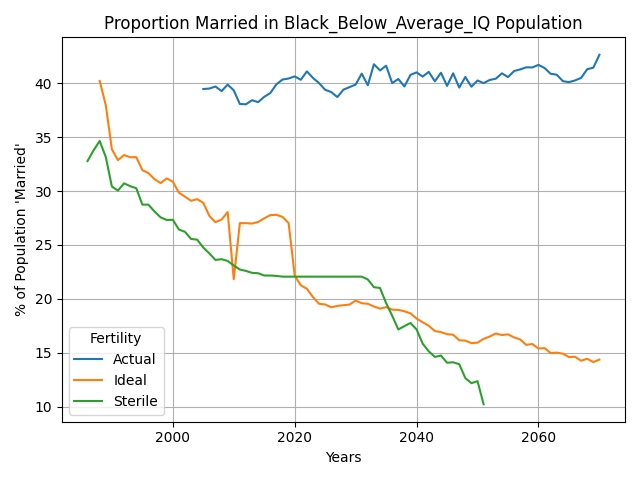 Proportion Married in Black_Below_Average_IQ Population
% of Population 'Married'
40
35
30
25
20
15
10
Fertility
Actual
Ideal
Sterile
2000
2020
2040
2060
Years